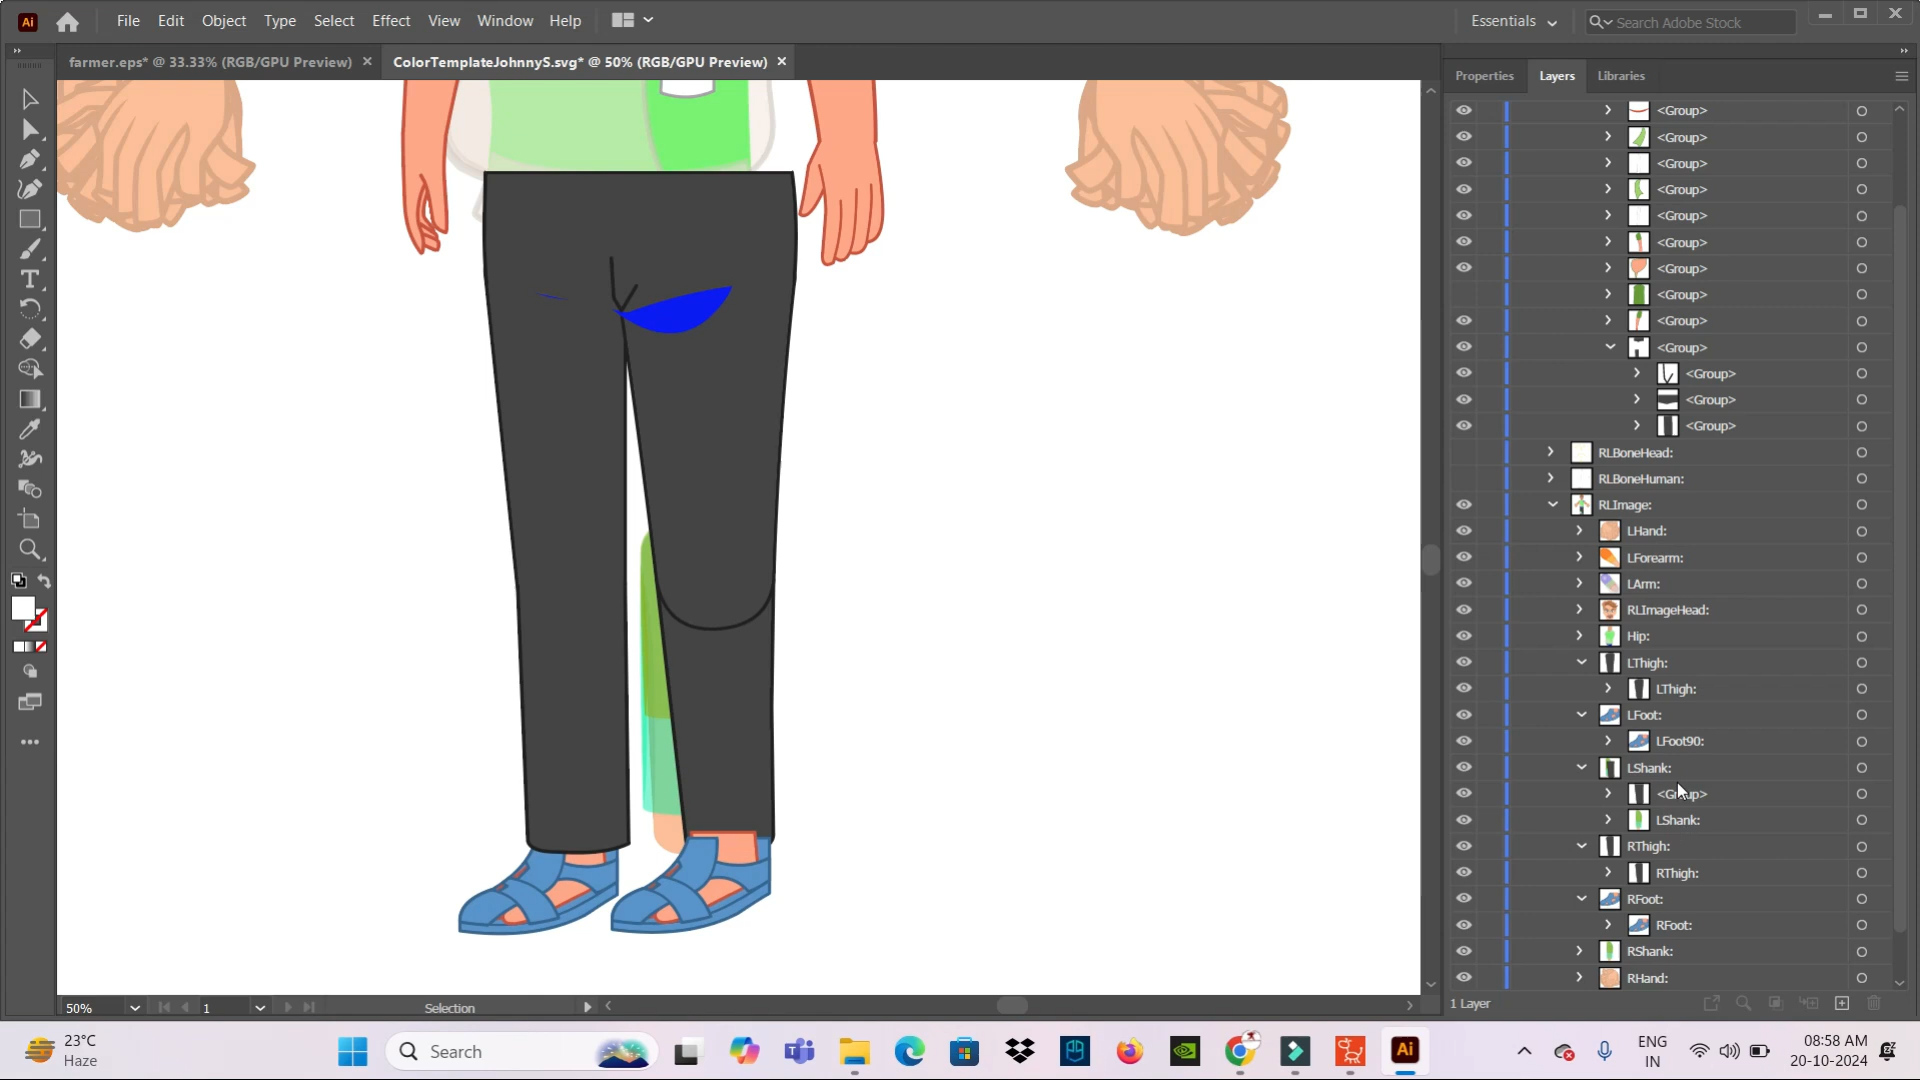 Ai File Edit Object Type Select Effect View Window Help Essentials Search Adobe Stock
farmer.eps* @ 33.33% (RGB/GPU Preview) × ColorTemplateJohnnyS.svg* @ 50% (RGB/GPU Preview) ×
Properties Layers Libraries
<Group>
<Group>
<Group>
<Group>
<Group>
<Group>
<Group>
<Group>
<Group>
<Group>
<Group>
<Group>
<Group>
RLBoneHead:
RLBoneHuman:
RLImage:
LHand:
LForearm:
LArm:
RLImageHead:
Hip:
LThigh:
LThigh:
LFoot:
LFoot90:
LShank:
<Group>
LShank:
RThigh:
RThigh:
RFoot:
RFoot:
RShank:
RHand:
50% 1 Selection
1 Layer
23°C
Haze
Search
Ai
ENG
IN
08:58 AM
20-10-2024